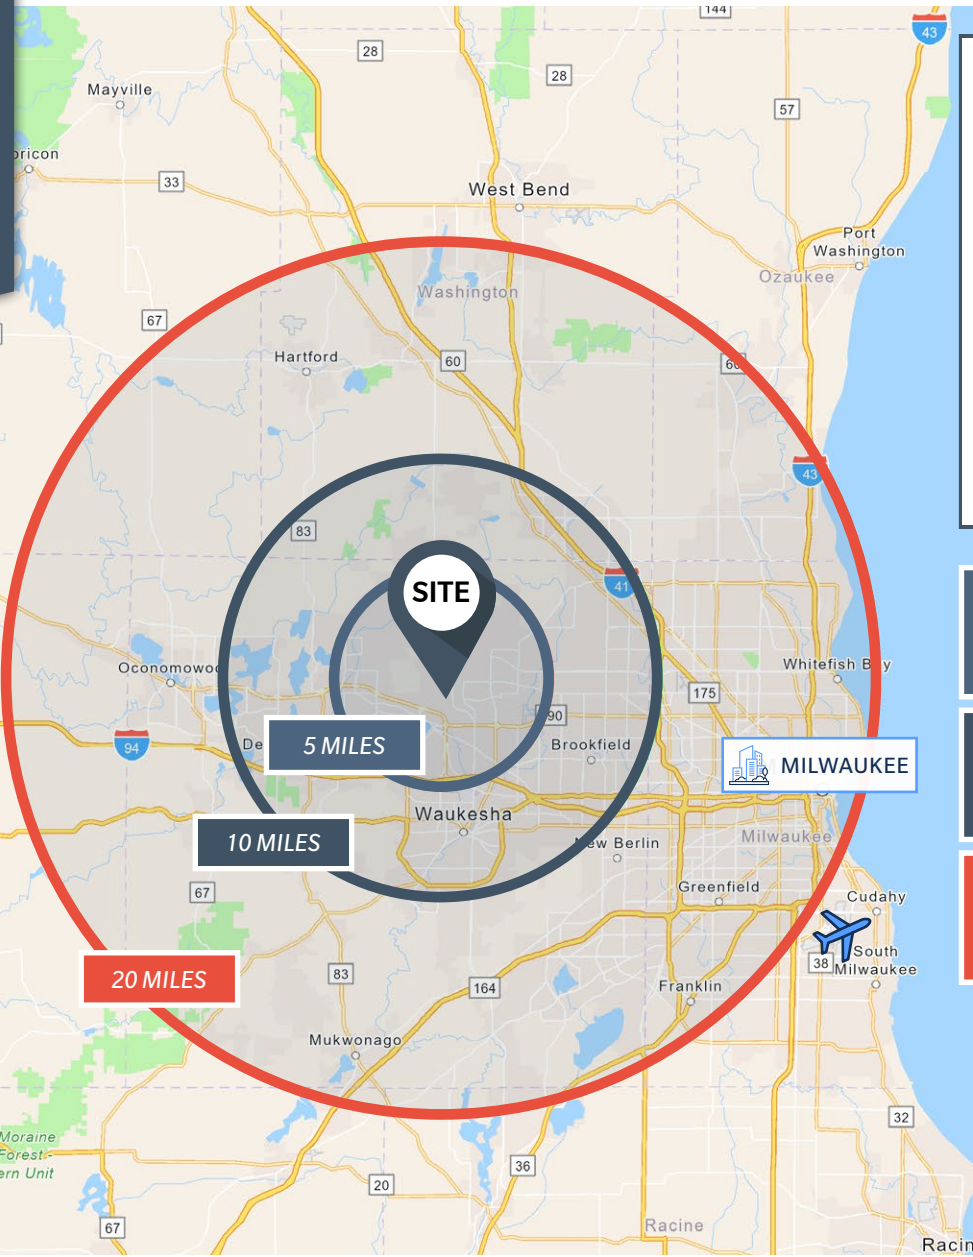 144
43
28
28
Mayville
57
oricon
33
West Bend
Port
Washington
Ozaukee
Washington
67
Hartford
60
60
43
83
41
SITE
Oconomowoc
Whitefish Bay
175
190
De
5 MILES
94
Brookfield
MILWAUKEE
Waukesha
10 MILES
New Berlin
Milwaukee
67
Greenfield
Cudahy
20 MILES
83
164
38
South
Milwaukee
Franklin
Mukwonago
32
Moraine
Forest -
ern Unit
36
20
67
Racine
Racin